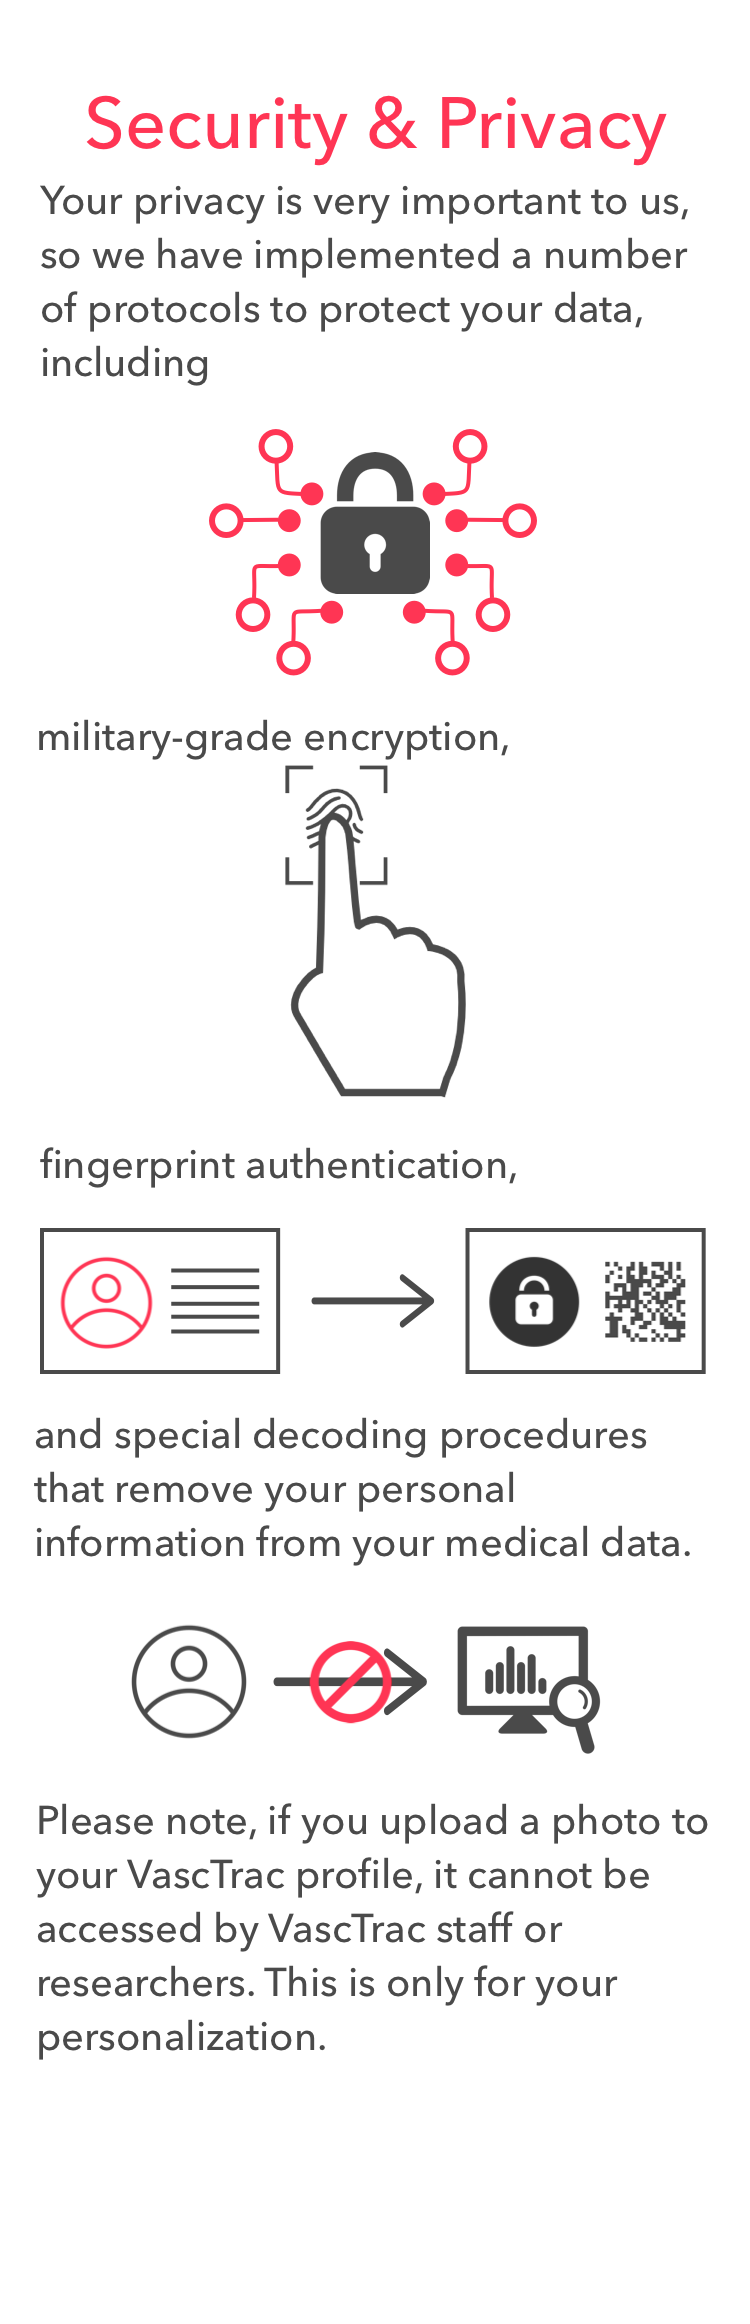 Security & Privacy
Your privacy is very important to us,
so we have implemented a number
of protocols to protect your data,
including
military-grade encryption,
fingerprint authentication,
and special decoding procedures
that remove your personal
information from your medical data.
Please note, if you upload a photo to
your VascTrac profile, it cannot be
accessed by VascTrac staff or
researchers. This is only for your
personalization.